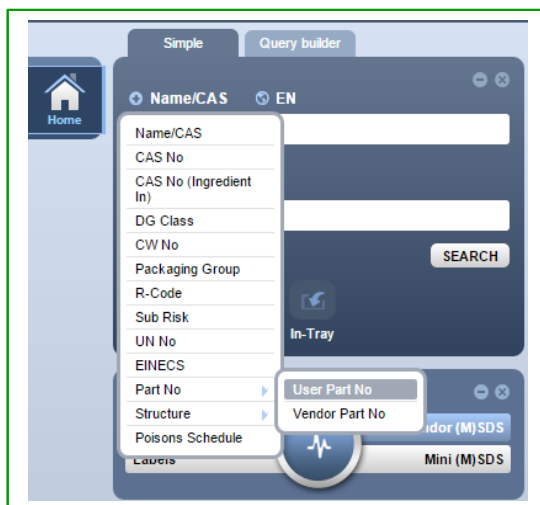 Simple
Query builder
Home
Name/CAS
EN
Name/CAS
CAS No
CAS No (Ingredient
In)
DG Class
CW No
Packaging Group
SEARCH
R-Code
Sub Risk
In-Tray
UN No
EINECS
Part No
User Part No
Structure
Vendor Part No
Poisons Schedule
(M)SDS
Labels
Mini (M)SDS